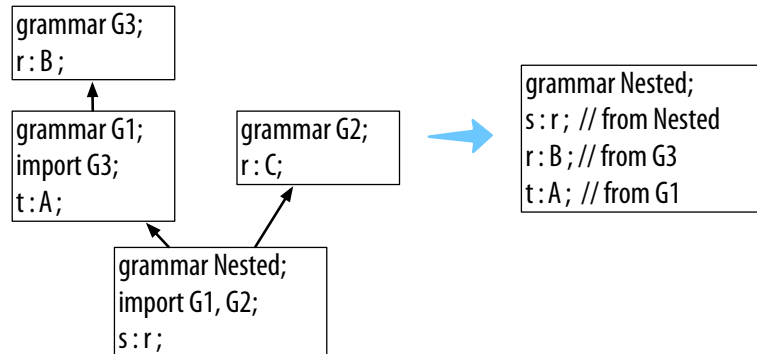 grammar G3;
r : B ;
grammar G1;
import G3;
t : A ;
grammar G2;
r : C ;
grammar Nested;
import G1, G2;
s : r ;
grammar Nested;
s : r ; // from Nested
r : B ; // from G3
t : A ; // from G1